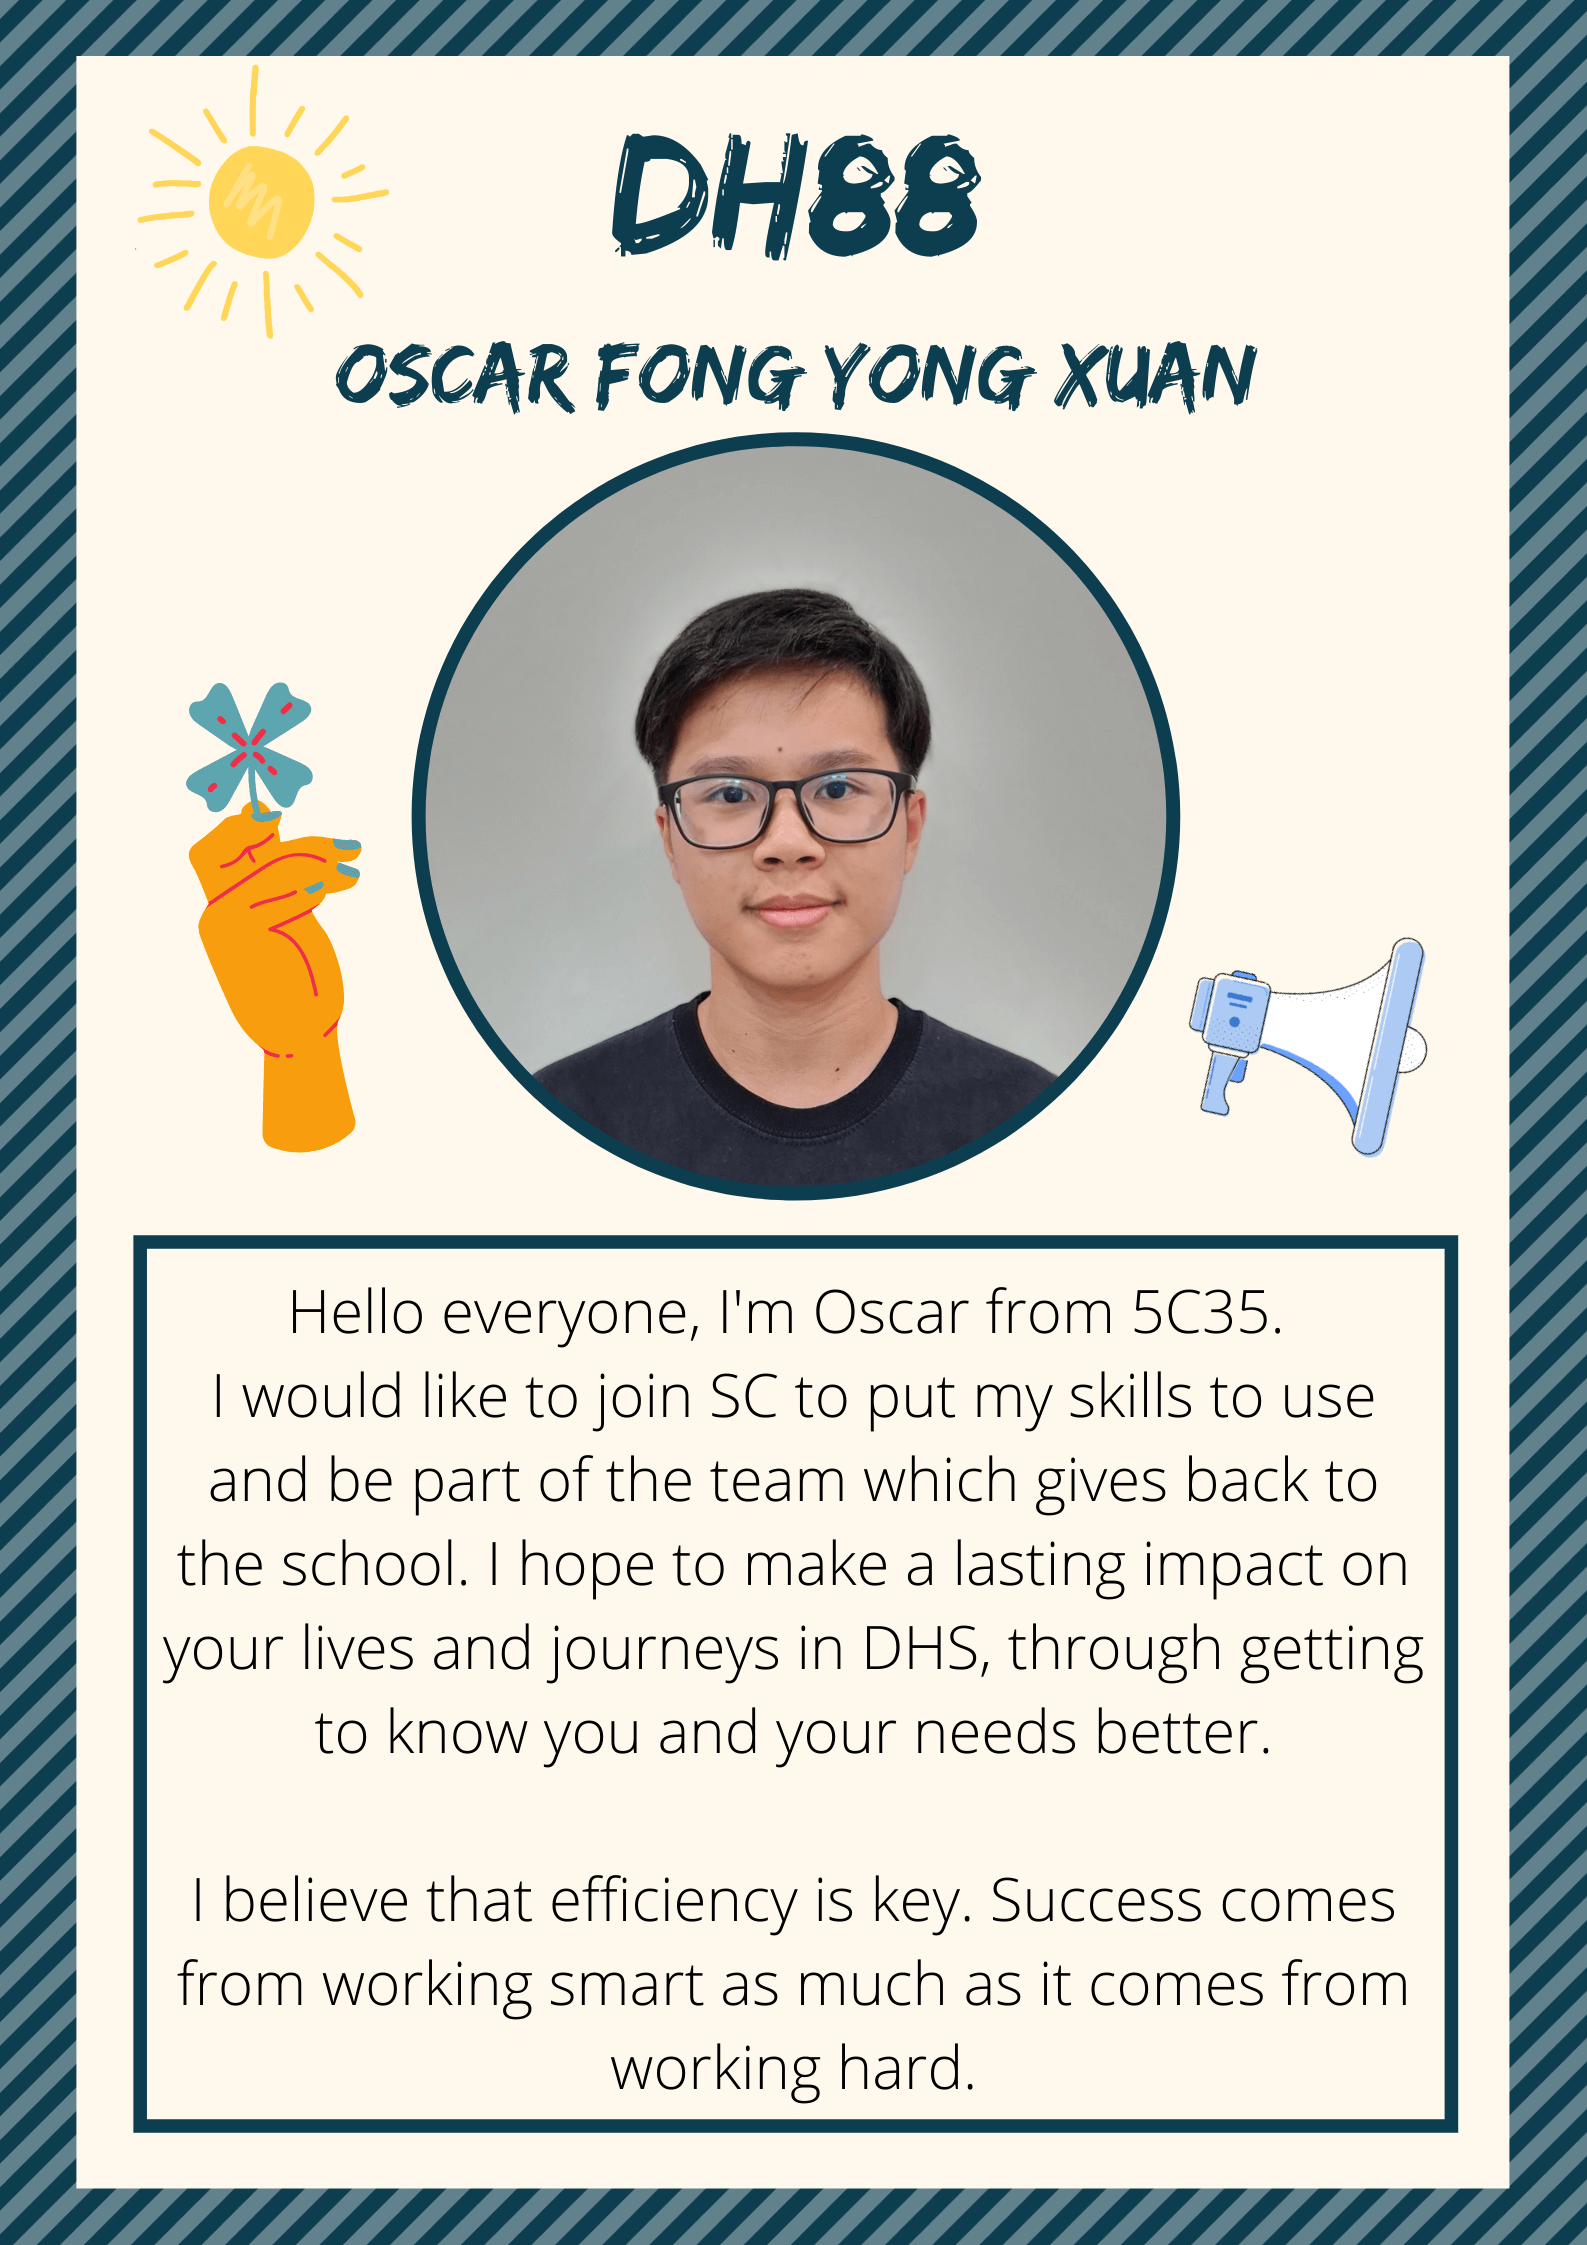 DH88
OSCAR FONG YONG XUAN
Hello everyone, I'm Oscar from 5C35.
I would like to join SC to put my skills to use
and be part of the team which gives back to
the school. I hope to make a lasting impact on
your lives and journeys in DHS, through getting
to know you and your needs better.
I believe that efficiency is key. Success comes
from working smart as much as it comes from
working hard.